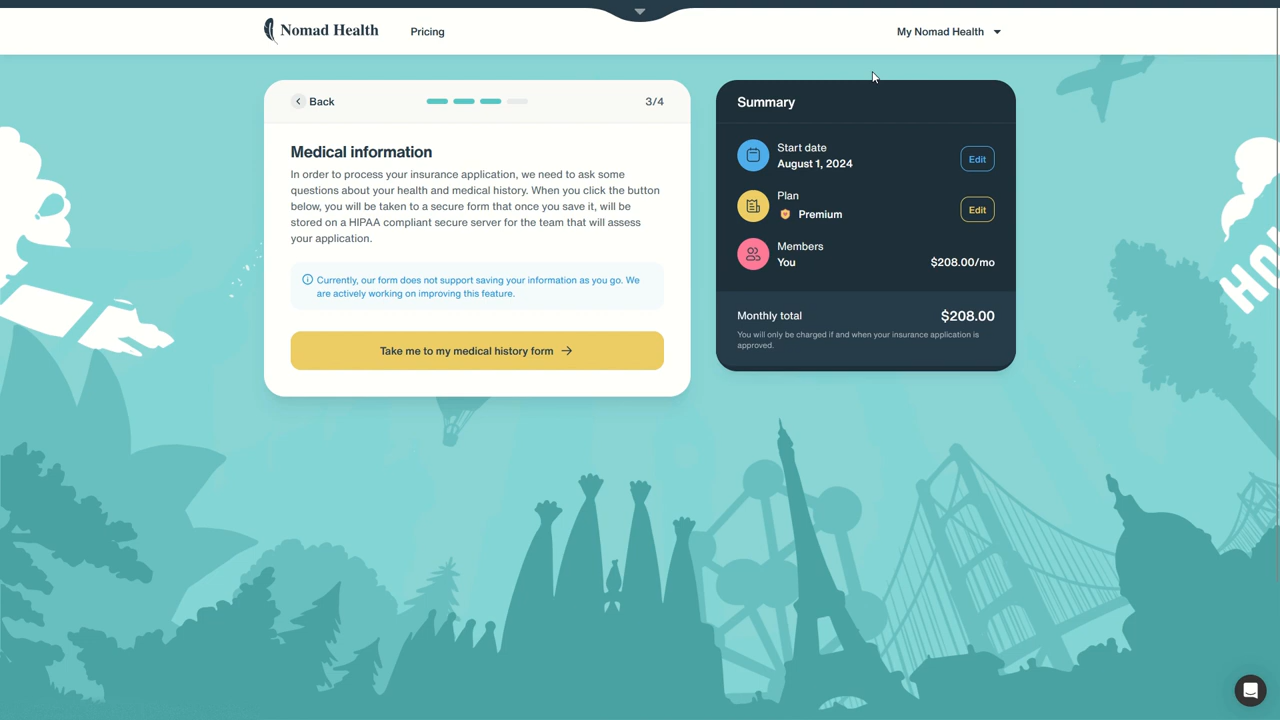 Nomad Health
Pricing
My Nomad Health
Back
3/4
Medical information
In order to process your insurance application, we need to ask some
questions about your health and medical history. When you click the button
below, you will be taken to a secure form that once you save it, will be
stored on a HIPAA compliant secure server for the team that will assess
your application.
Currently, our form does not support saving your information as you go. We
are actively working on improving this feature.
Take me to my medical history form
Summary
Start date
August 1, 2024
Edit
Plan
Premium
Edit
Members
You
$208.00/mo
Monthly total
$208.00
You will only be charged if and when your insurance application is
approved.